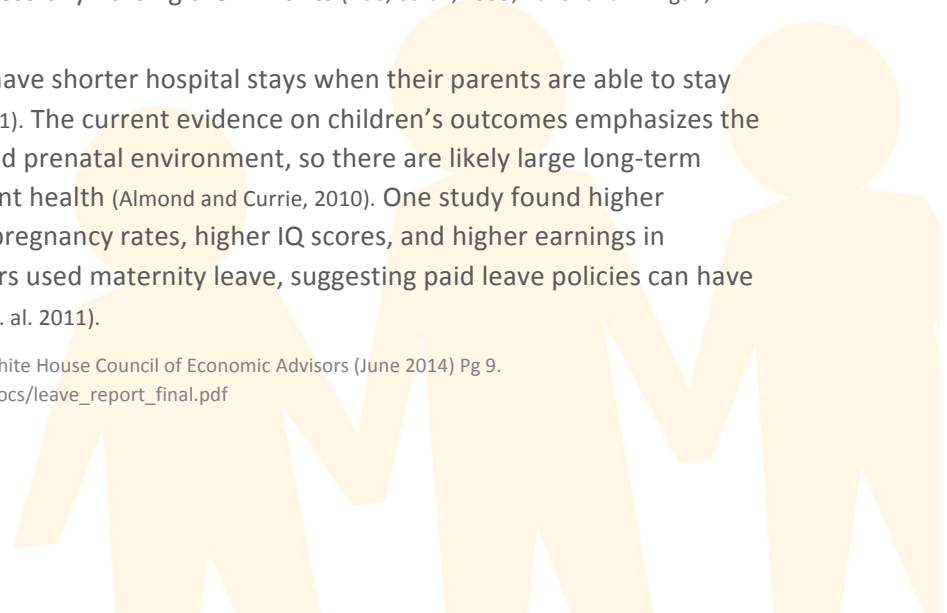 have shorter hospital stays when their parents are able to stay
1). The current evidence on children’s outcomes emphasizes the
d prenatal environment, so there are likely large long-term
nt health (Almond and Currie, 2010). One study found higher
pregnancy rates, higher IQ scores, and higher earnings in
rs used maternity leave, suggesting paid leave policies can have
. al. 2011).
hite House Council of Economic Advisors (June 2014) Pg 9.
ocs/leave_report_final.pdf